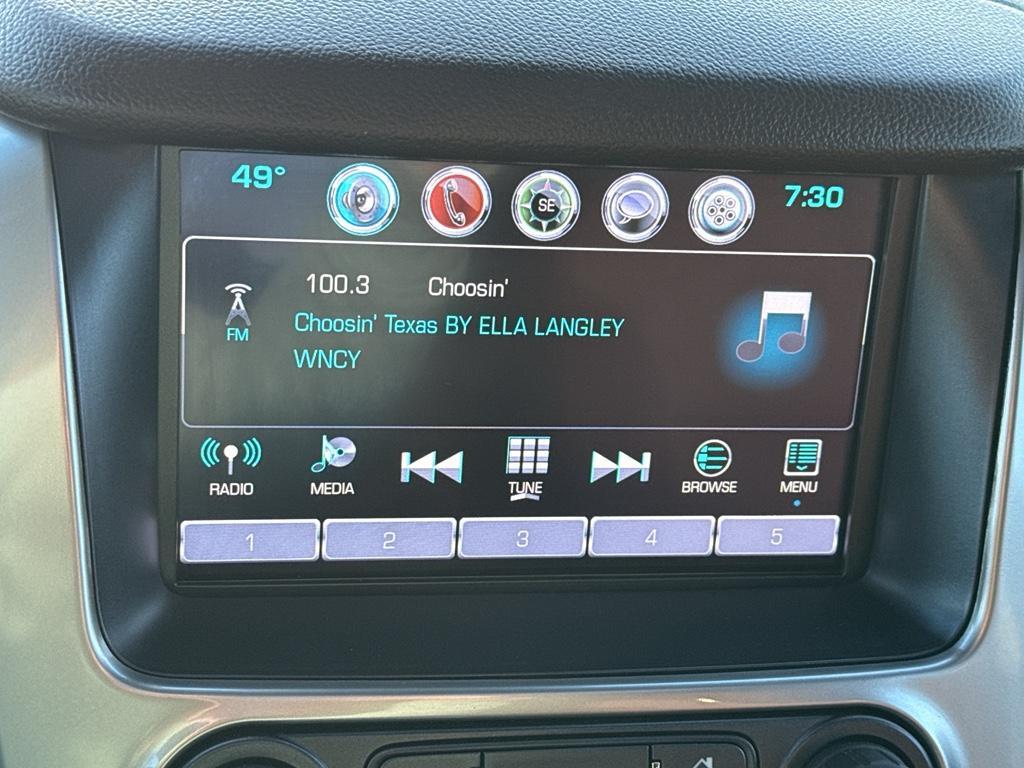 49° SE 7:30
100.3 Choosin'
Choosin' Texas BY ELLA LANGLEY
FM
WNCY
RADIO MEDIA TUNE BROWSE MENU
1 2 3 4 5